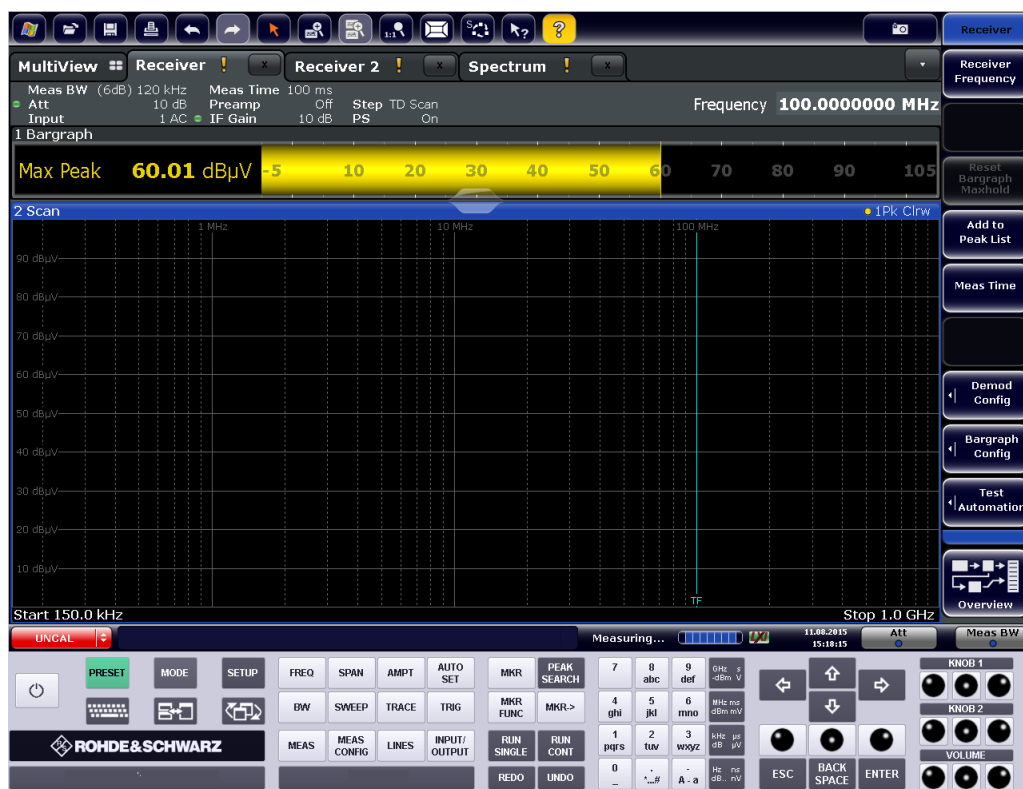 Receiver
MultiView Receiver ! x Receiver 2 ! x Spectrum ! x
Meas BW (6dB) 120 kHz Meas Time 100 ms
Att 10 dB Preamp Off Step TD Scan
Input 1 AC IF Gain 10 dB PS On
Frequency 100.0000000 MHz
1 Bargraph
Max Peak 60.01 dBµV -5 10 20 30 40 50 60 70 80 90 105
2 Scan 1Pk Clrw
1 MHz 10 MHz 100 MHz
90 dBµV
80 dBµV
70 dBµV
60 dBµV
50 dBµV
40 dBµV
30 dBµV
20 dBµV
10 dBµV
TF
Start 150.0 kHz Stop 1.0 GHz
Receiver
Frequency
Reset
Bargraph
Maxhold
Add to
Peak List
Meas Time
Demod
Config
Bargraph
Config
Test
Automation
Overview
UNCAL Measuring... 11.08.2015
15:18:15
Att Meas BW
PRESET MODE SETUP
ROHDE&SCHWARZ
FREQ SPAN AMPT AUTO
SET
BW SWEEP TRACE TRIG
MEAS MEAS
CONFIG LINES INPUT/
OUTPUT
MKR PEAK
SEARCH
MKR
FUNC MKR->
RUN
SINGLE RUN
CONT
REDO UNDO
7 8
abc 9
def GHz s
-dBm V
4
ghi 5
jkl 6
mno MHz ms
dBm mV
1
pqrs 2
tuv 3
wxyz kHz µs
dB µV
0
_ .
*...# -
A - a Hz ns
dB.. nV
ESC BACK
SPACE ENTER
KNOB 1
KNOB 2
VOLUME